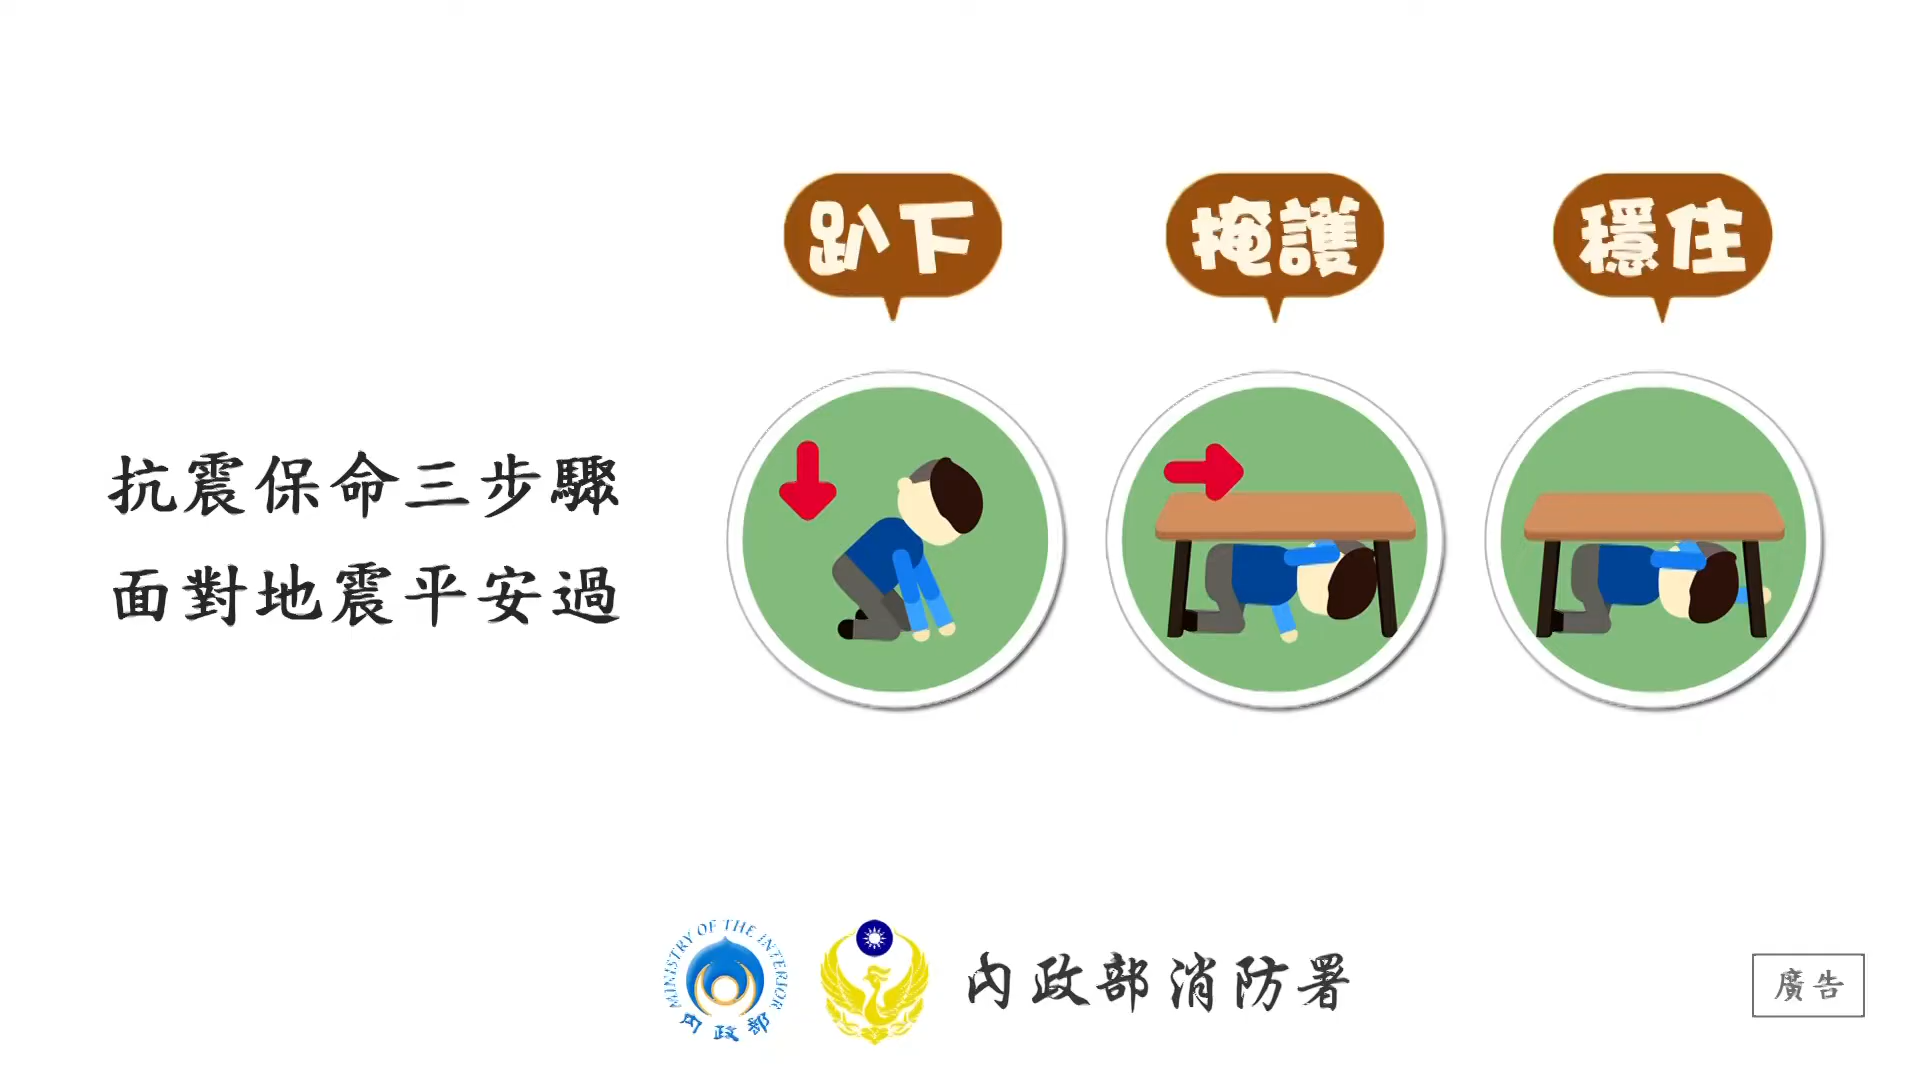 趴下
掩護
穩住
抗震保命三步驟
面對地震平安過
MINISTRY OF THE INTERIOR
內政部
內政部消防署
廣告